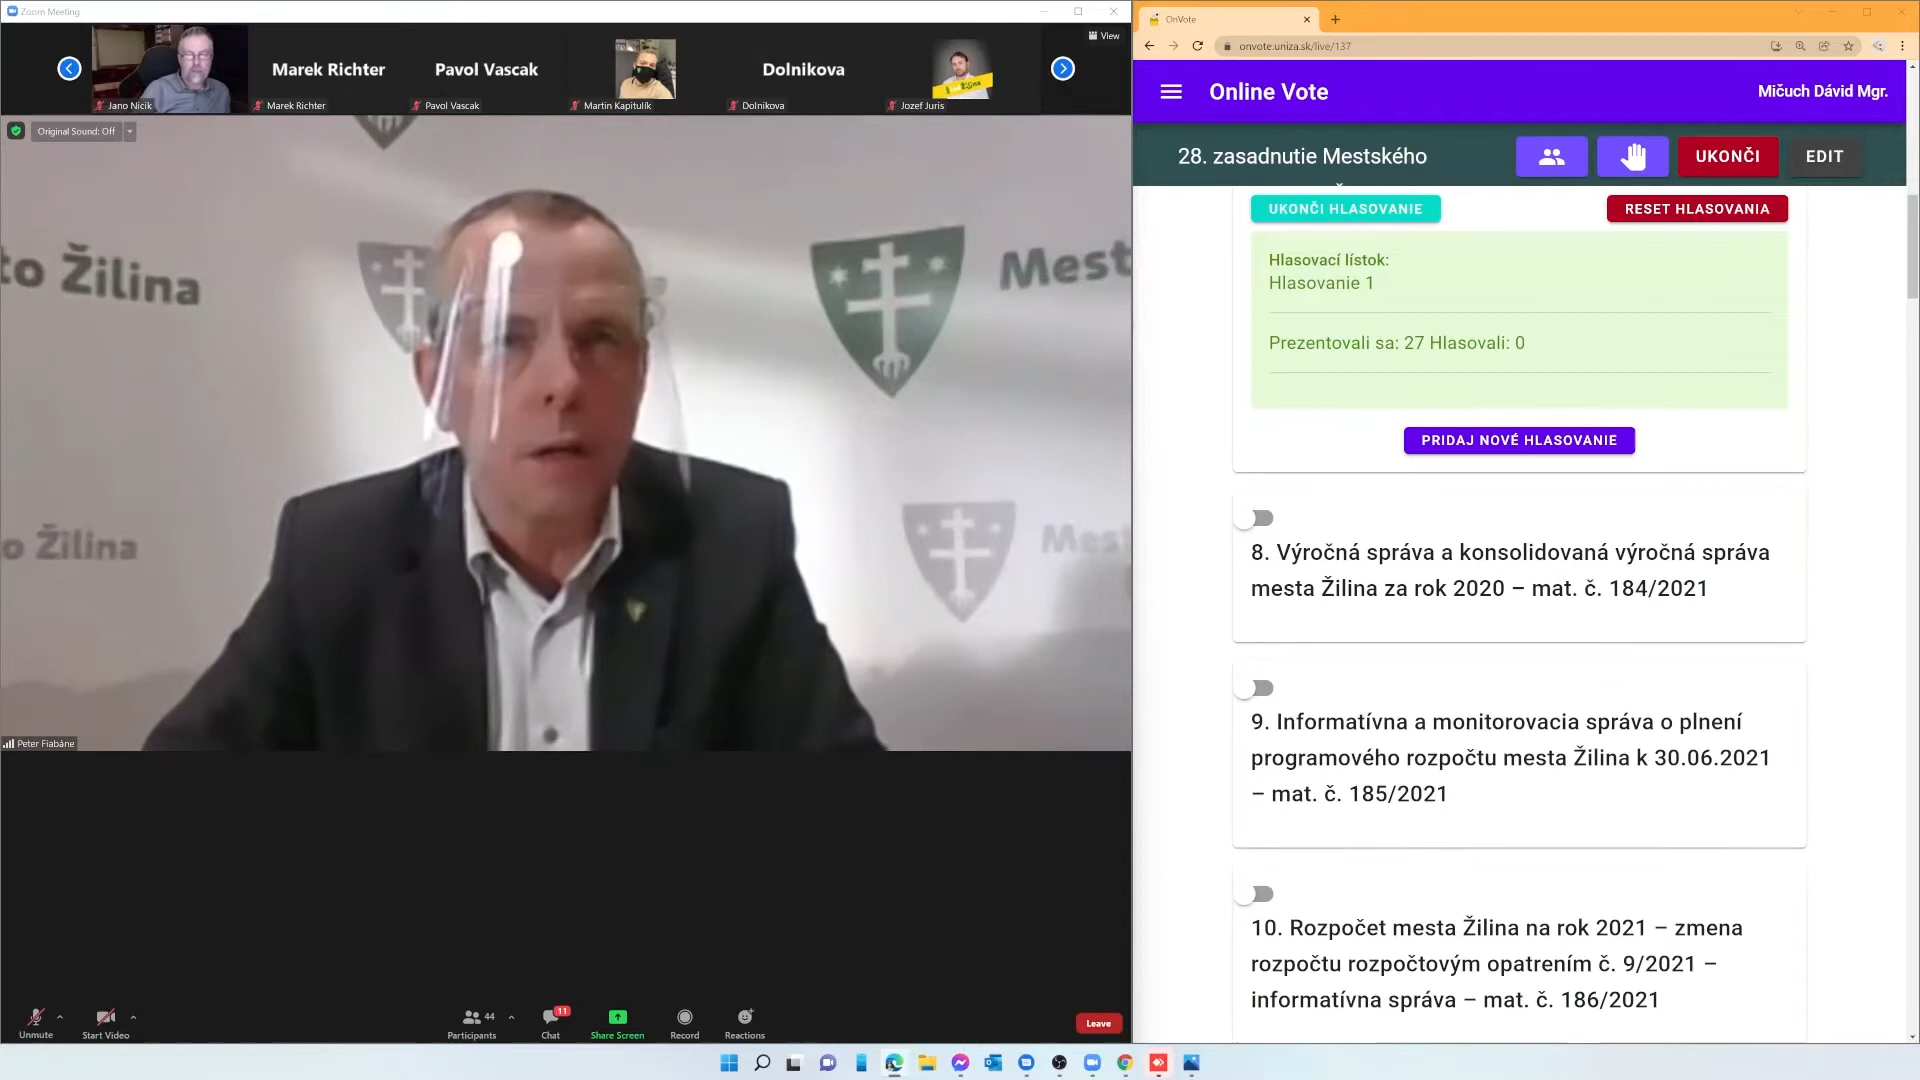 Zoom Meeting
View
Marek Richter
Pavol Vascak
Dolnikova
Jano Nicik
Marek Richter
Pavol Vascak
Martin Kapitulík
Dolnikova
Jozef Juris
Original Sound: Off
to Žilina
Mest
o Žilina
Mest
Peter Fiabáne
Unmute
Start Video
44
Participants
11
Chat
Share Screen
Record
Reactions
Leave
OnVote
onvote.uniza.sk/live/137
Online Vote
Mičuch Dávid Mgr.
28. zasadnutie Mestského
UKONČI
EDIT
UKONČI HLASOVANIE
RESET HLASOVANIA
Hlasovací lístok:
Hlasovanie 1
Prezentovali sa: 27 Hlasovali: 0
PRIDAJ NOVÉ HLASOVANIE
8. Výročná správa a konsolidovaná výročná správa
mesta Žilina za rok 2020 – mat. č. 184/2021
9. Informatívna a monitorovacia správa o plnení
programového rozpočtu mesta Žilina k 30.06.2021
– mat. č. 185/2021
10. Rozpočet mesta Žilina na rok 2021 – zmena
rozpočtu rozpočtovým opatrením č. 9/2021 –
informatívna správa – mat. č. 186/2021